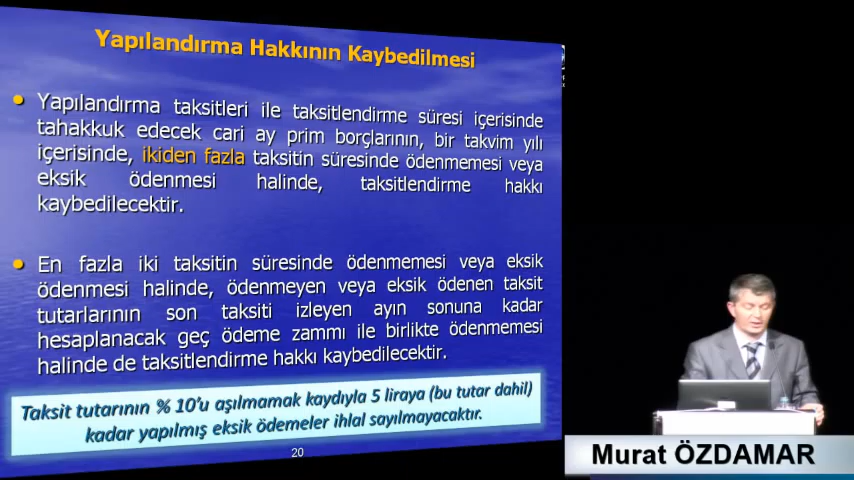 Yapılandırma Hakkının Kaybedilmesi
• Yapılandırma taksitleri ile taksitlendirme süresi içerisinde
tahakkuk edecek cari ay prim borçlarının, bir takvim yılı
içerisinde, ikiden fazla taksitin süresinde ödenmemesi veya
eksik ödenmesi halinde, taksitlendirme hakkı
kaybedilecektir.
• En fazla iki taksitin süresinde ödenmemesi veya eksik
ödenmesi halinde, ödenmeyen veya eksik ödenen taksit
tutarlarının son taksiti izleyen ayın sonuna kadar
hesaplanacak geç ödeme zammı ile birlikte ödenmemesi
halinde de taksitlendirme hakkı kaybedilecektir.
Taksit tutarının % 10'u aşılmamak kaydıyla 5 liraya (bu tutar dahil)
kadar yapılmış eksik ödemeler ihlal sayılmayacaktır.
20
Murat ÖZDAMAR